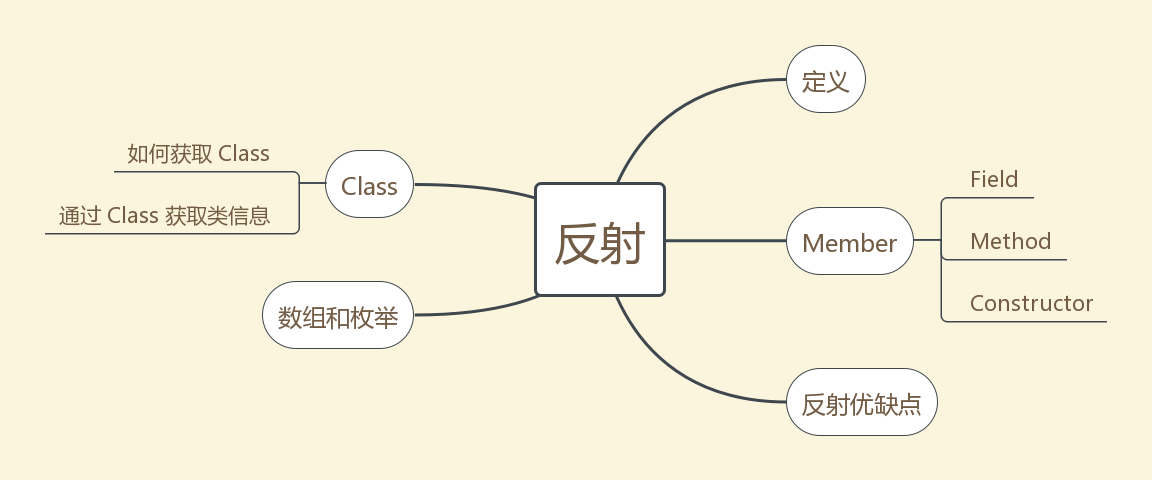 反射
定义
Member
Field
Method
Constructor
反射优缺点
Class
如何获取 Class
通过 Class 获取类信息
数组和枚举